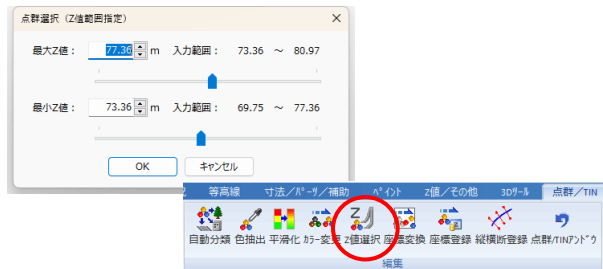 点群選択（Z値範囲指定）
最大Z値： 77.36 m 入力範囲： 73.36 ～ 80.97
最小Z値： 73.36 m 入力範囲： 69.75 ～ 77.36
OK キャンセル
等高線 寸法／ﾊﾟｰｻ／補助 ﾍﾟｲﾝﾄ Z値／その他 3Dﾂｰﾙ 点群／TIN
自動分類 色抽出 平滑化 ｶﾗｰ変更 Z値選択 座標変換 座標登録 縦横断登録 点群/TINｱﾝﾄﾞｩ
編集